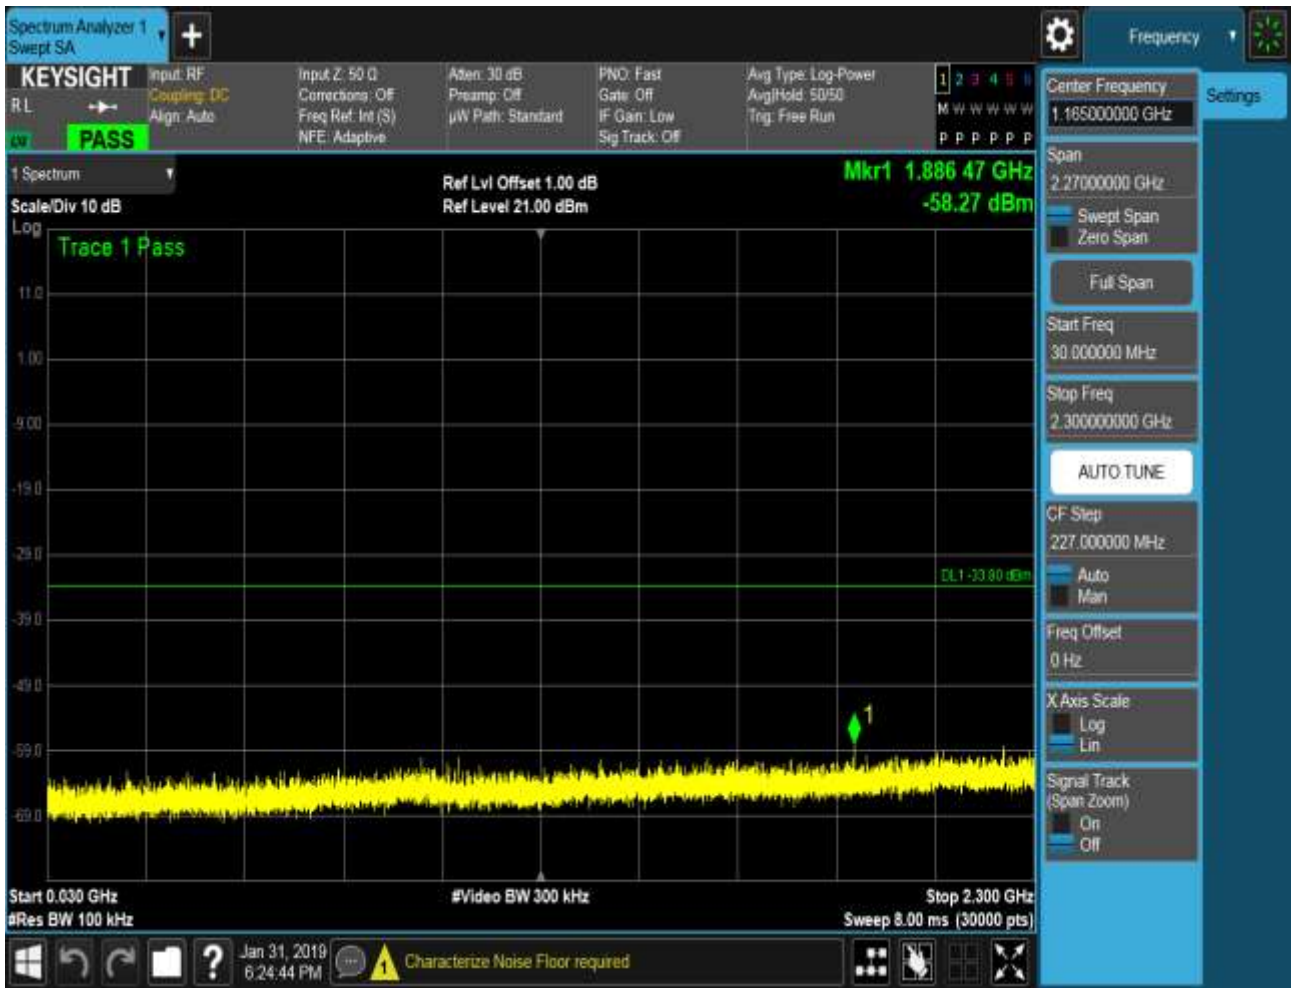 Spectrum Analyzer 1
Swept SA
Frequency
KEYSIGHT
R L
PASS
Input: RF
Coupling: DC
Align: Auto
Input Z: 50 Ω
Corrections: Off
Freq Ref: Int (S)
NFE: Adaptive
Atten: 30 dB
Preamp: Off
µW Path: Standard
PNO: Fast
Gate: Off
IF Gain: Low
Sig Track: Off
Avg Type: Log-Power
Avg|Hold: 50/50
Trig: Free Run
1 2 3 4 5 6
M W W W W W
P P P P P P
1 Spectrum
Scale/Div 10 dB
Ref Lvl Offset 1.00 dB
Ref Level 21.00 dBm
Mkr1 1.886 47 GHz
-58.27 dBm
Log
Trace 1 Pass
11.0
1.00
-9.00
-19.0
-29.0
DL1 -33.80 dBm
-39.0
-49.0
1
-59.0
-69.0
Start 0.030 GHz
#Video BW 300 kHz
Stop 2.300 GHz
#Res BW 100 kHz
Sweep 8.00 ms (30000 pts)
?
Jan 31, 2019
6:24:44 PM
1
Characterize Noise Floor required
Center Frequency
1.165000000 GHz
Settings
Span
2.27000000 GHz
Swept Span
Zero Span
Full Span
Start Freq
30.000000 MHz
Stop Freq
2.300000000 GHz
AUTO TUNE
CF Step
227.000000 MHz
Auto
Man
Freq Offset
0 Hz
X Axis Scale
Log
Lin
Signal Track
(Span Zoom)
On
Off